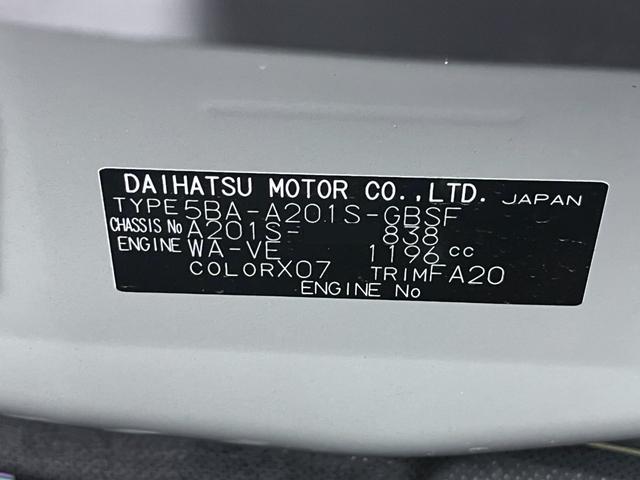 DAIHATSU MOTOR CO.,LTD. JAPAN
TYPE 5BA-A201S-GBSF
CHASSIS No A201S- 838
ENGINE WA-VE 1196 cc
COLOR X07 TRIM FA20
ENGINE No